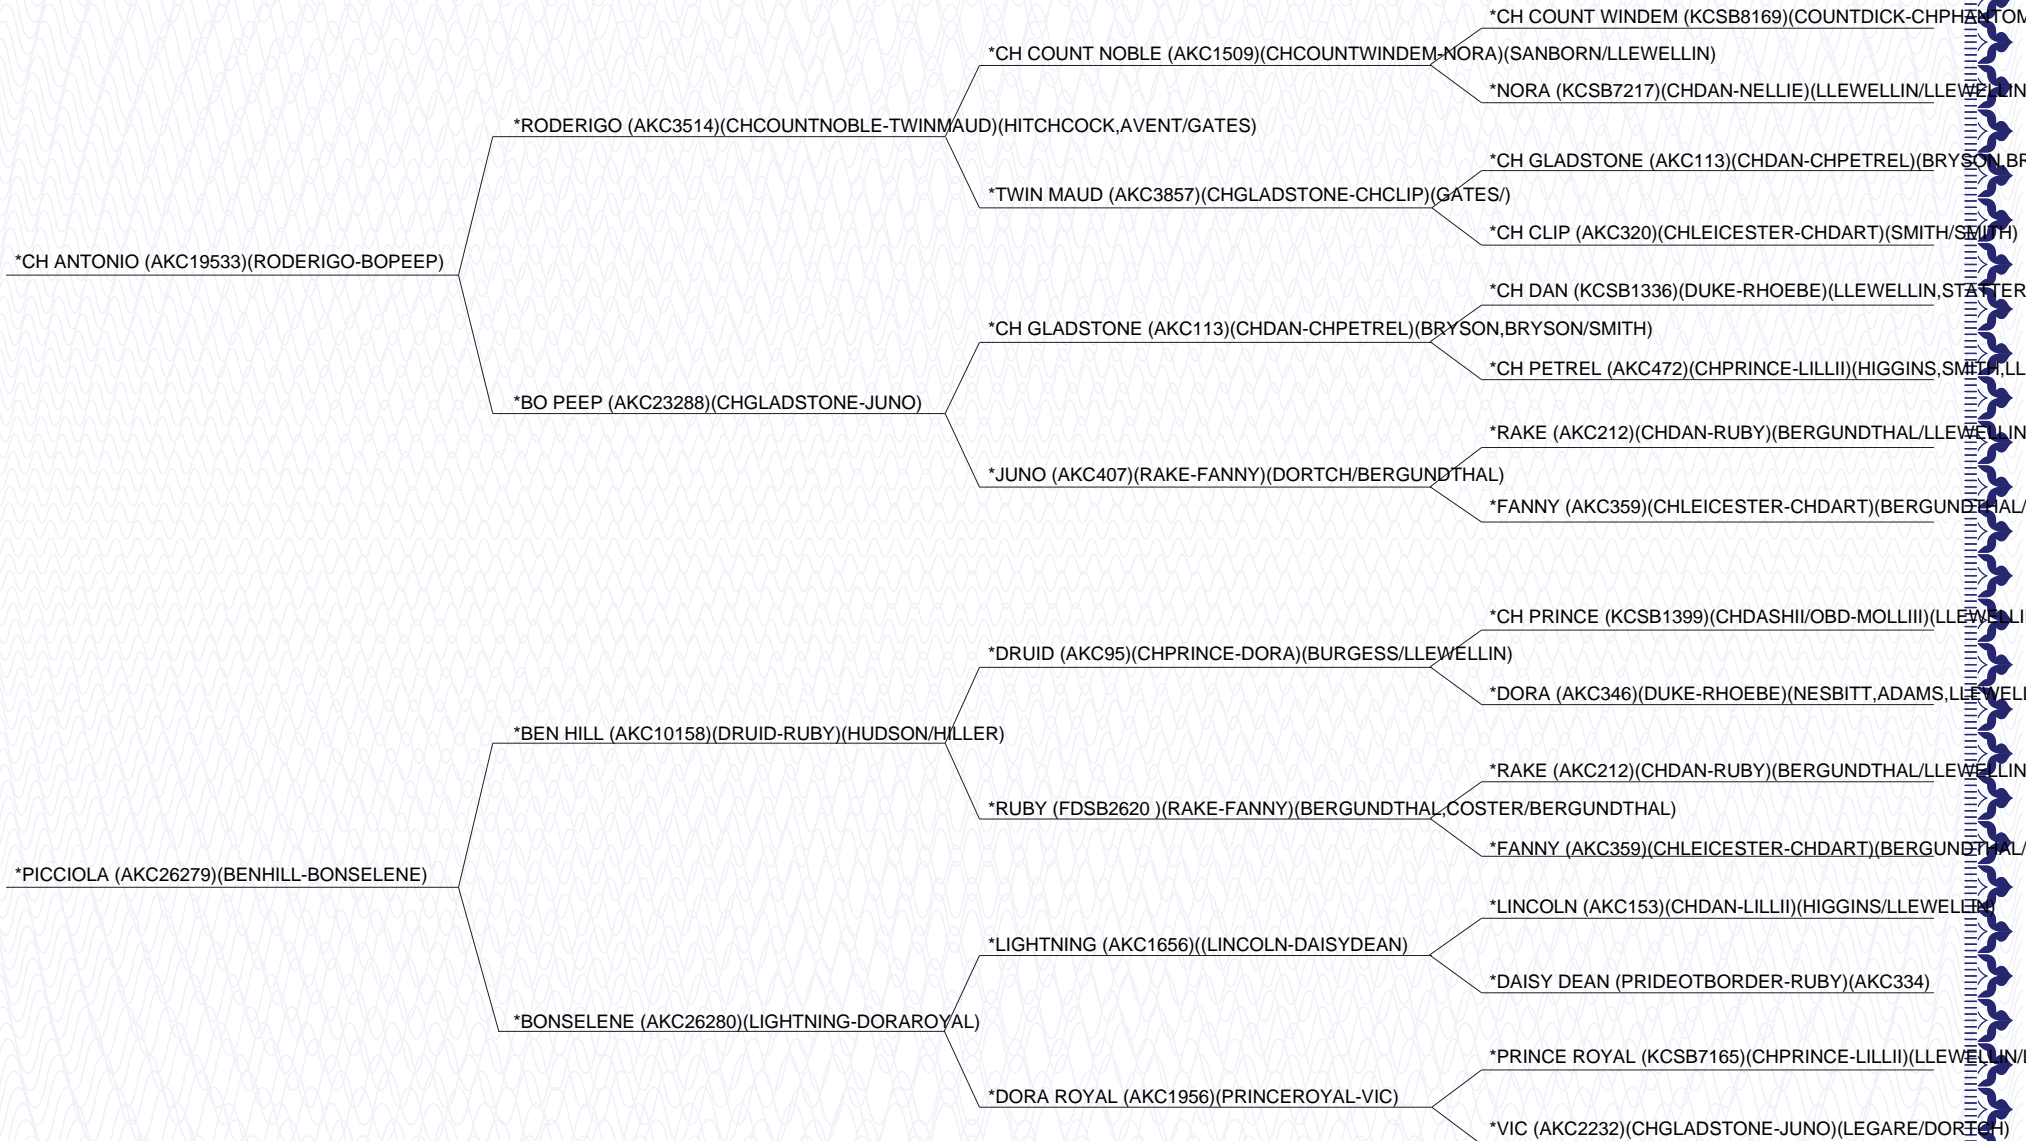 *CH COUNT WINDEM (KCSB8169)(COUNTDICK-CHPHANTOM
*CH COUNT NOBLE (AKC1509)(CHCOUNTWINDEM-NORA)(SANBORN/LLEWELLIN)
*NORA (KCSB7217)(CHDAN-NELLIE)(LLEWELLIN/LLEWELLIN
*RODERIGO (AKC3514)(CHCOUNTNOBLE-TWINMAUD)(HITCHCOCK,AVENT/GATES)
*CH GLADSTONE (AKC113)(CHDAN-CHPETREL)(BRYSON,BR
*TWIN MAUD (AKC3857)(CHGLADSTONE-CHCLIP)(GATES/)
*CH CLIP (AKC320)(CHLEICESTER-CHDART)(SMITH/SMITH)
*CH ANTONIO (AKC19533)(RODERIGO-BOPEEP)
*CH DAN (KCSB1336)(DUKE-RHOEBE)(LLEWELLIN,STATTER
*CH GLADSTONE (AKC113)(CHDAN-CHPETREL)(BRYSON,BRYSON/SMITH)
*CH PETREL (AKC472)(CHPRINCE-LILLII)(HIGGINS,SMITH,LL
*BO PEEP (AKC23288)(CHGLADSTONE-JUNO)
*RAKE (AKC212)(CHDAN-RUBY)(BERGUNDTHAL/LLEWELLIN
*JUNO (AKC407)(RAKE-FANNY)(DORTCH/BERGUNDTHAL)
*FANNY (AKC359)(CHLEICESTER-CHDART)(BERGUNDTHAL/
*CH PRINCE (KCSB1399)(CHDASHII/OBD-MOLLIII)(LLEWELLI
*DRUID (AKC95)(CHPRINCE-DORA)(BURGESS/LLEWELLIN)
*DORA (AKC346)(DUKE-RHOEBE)(NESBITT,ADAMS,LLEWELL
*BEN HILL (AKC10158)(DRUID-RUBY)(HUDSON/HILLER)
*RAKE (AKC212)(CHDAN-RUBY)(BERGUNDTHAL/LLEWELLIN
*RUBY (FDSB2620 )(RAKE-FANNY)(BERGUNDTHAL,COSTER/BERGUNDTHAL)
*FANNY (AKC359)(CHLEICESTER-CHDART)(BERGUNDTHAL/
*PICCIOLA (AKC26279)(BENHILL-BONSELENE)
*LINCOLN (AKC153)(CHDAN-LILLII)(HIGGINS/LLEWELLIN)
*LIGHTNING (AKC1656)((LINCOLN-DAISYDEAN)
*DAISY DEAN (PRIDEOTBORDER-RUBY)(AKC334)
*BONSELENE (AKC26280)(LIGHTNING-DORAROYAL)
*PRINCE ROYAL (KCSB7165)(CHPRINCE-LILLII)(LLEWELLIN/L
*DORA ROYAL (AKC1956)(PRINCEROYAL-VIC)
*VIC (AKC2232)(CHGLADSTONE-JUNO)(LEGARE/DORTCH)